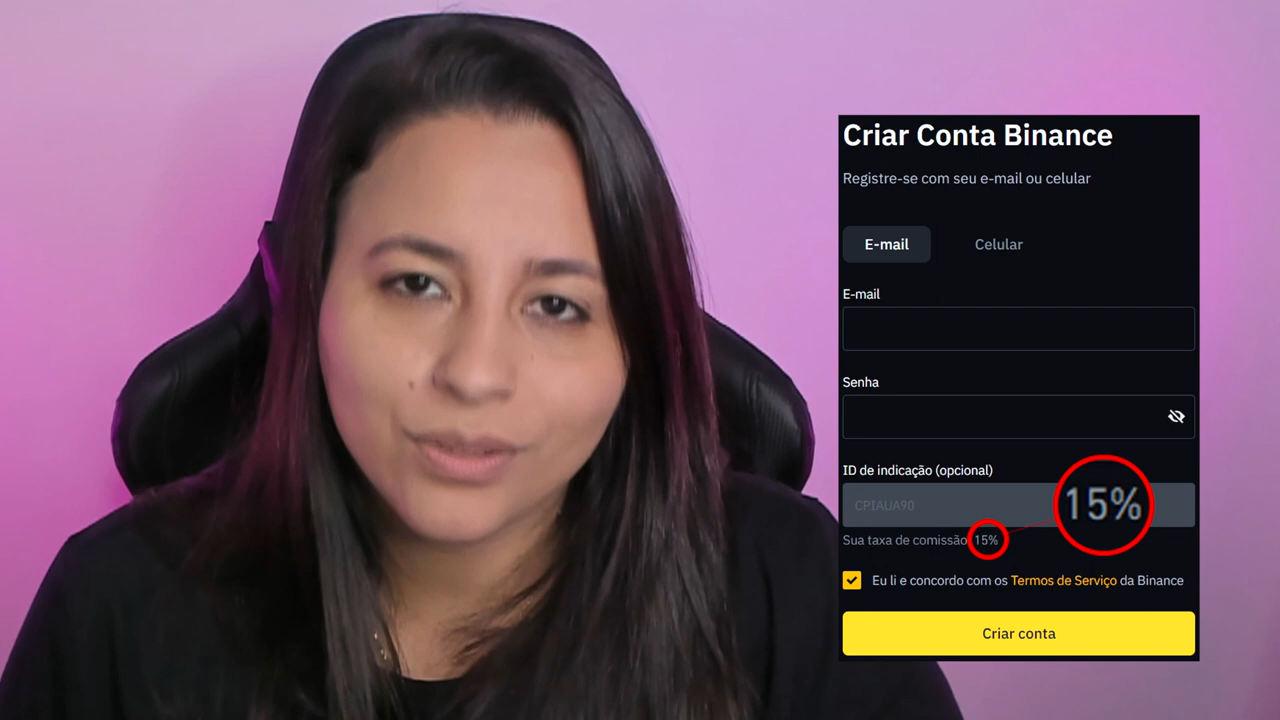 Criar Conta Binance
Registre-se com seu e-mail ou celular
E-mail Celular
E-mail
Senha
ID de indicação (opcional)
CPIAUA90
15%
Sua taxa de comissão 15%
Eu li e concordo com os Termos de Serviço da Binance
Criar conta